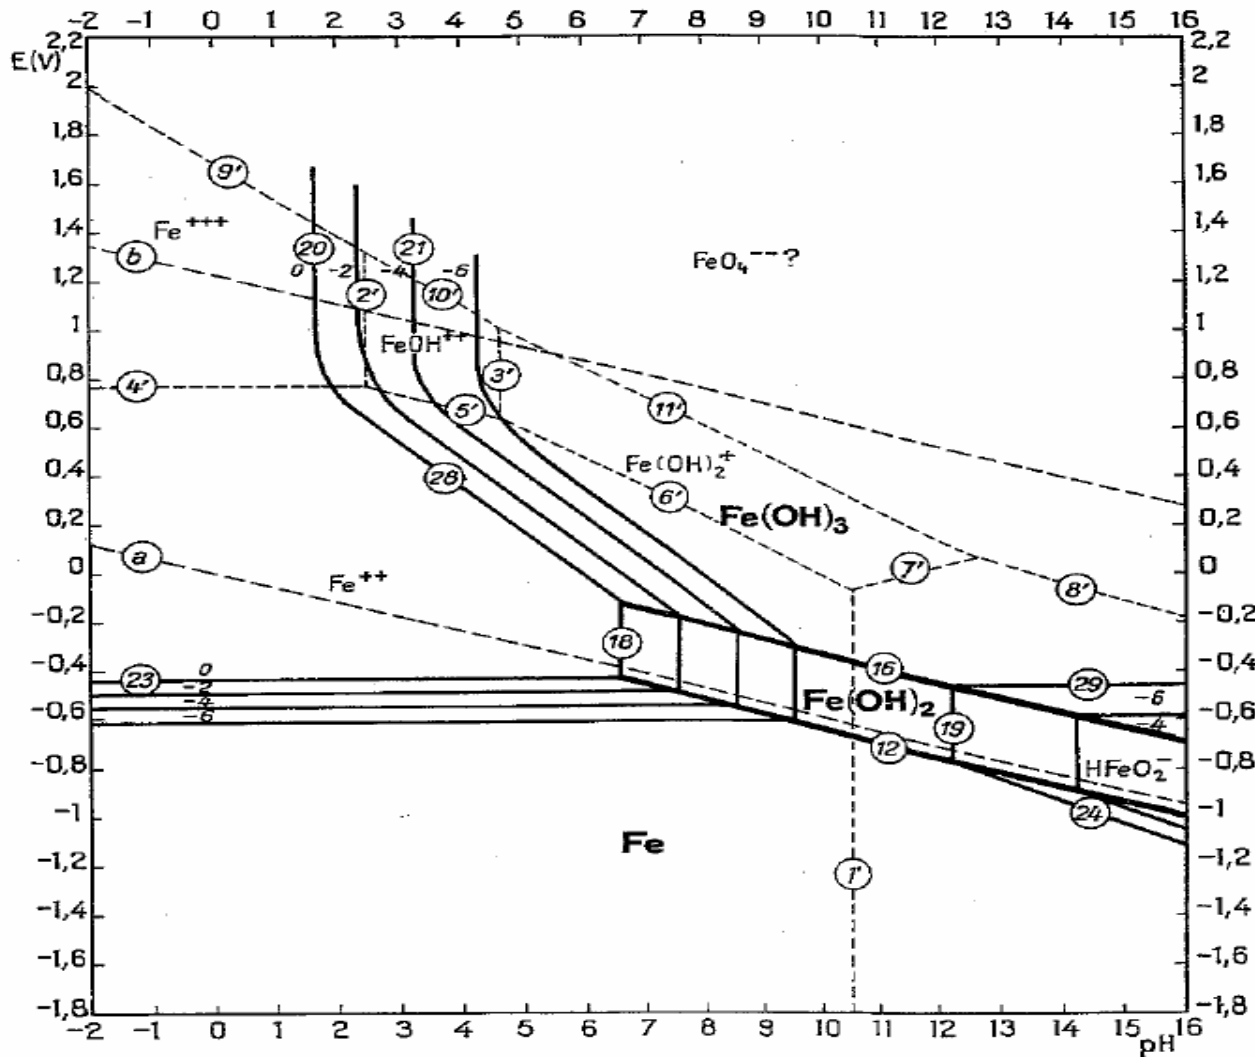 -2 -1 0 1 2 3 4 5 6 7 8 9 10 11 12 13 14 15 16
2,2 2,2
E(V)
2 2
1,8 1,8
9'
1,6 1,6
Fe+++
1,4 1,4
b 20 21 FeO4---?
0 -2 -4 -6
1,2 1,2
2' 10'
1 FeOH++ 1
4' 0,8 3' 0,8
5' 11'
0,6 0,6
Fe(OH)2+
28 0,4 0,4
6' Fe(OH)3
0,2 0,2
a 7'
0 Fe++ 0
8'
-0,2 -0,2
18
-0,4 16 -0,4
23 0 29
-2 -6
-0,6 -4 Fe(OH)2 -0,6
-6 19 -4
12 HFeO2-
-0,8 -0,8
24
-1 -1
Fe
-1,2 1' -1,2
-1,4 -1,4
-1,6 -1,6
-1,8 -1,8
-2 -1 0 1 2 3 4 5 6 7 8 9 10 11 12 13 14 15 16
pH